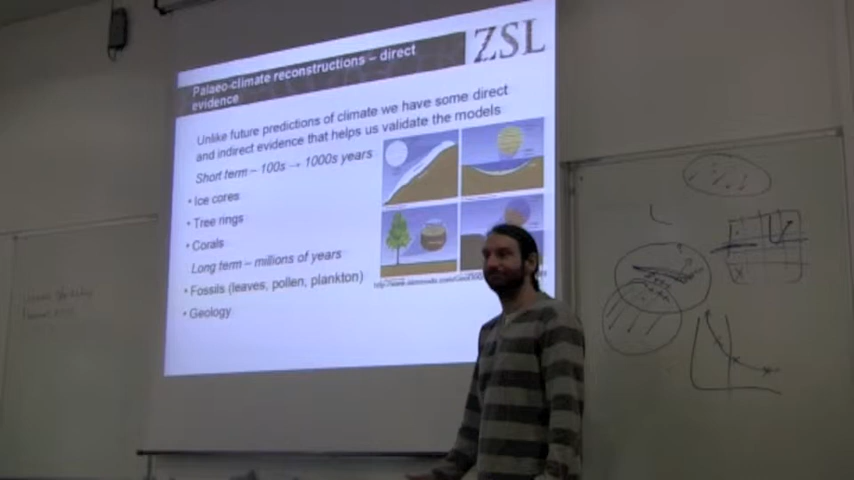 ZSL
Palaeo-climate reconstructions – direct
evidence
Unlike future predictions of climate we have some direct
and indirect evidence that helps us validate the models
Short term – 100s → 1000s years
• Ice cores
• Tree rings
• Corals
Long term – millions of years
• Fossils (leaves, pollen, plankton)
• Geology